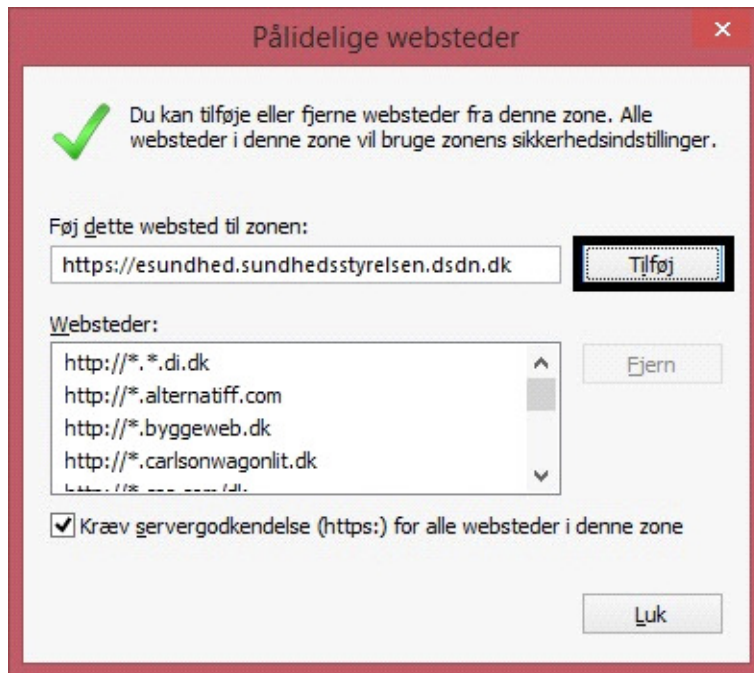 Pålidelige websteder
Du kan tilføje eller fjerne websteder fra denne zone. Alle
websteder i denne zone vil bruge zonens sikkerhedsindstillinger.
Føj dette websted til zonen:
https://esundhed.sundhedsstyrelsen.dsdn.dk
Tilføj
Websteder:
http://*.*.di.dk
http://*.alternatiff.com
http://*.byggeweb.dk
http://*.carlsonwagonlit.dk
Fjern
Kræv servergodkendelse (https:) for alle websteder i denne zone
Luk